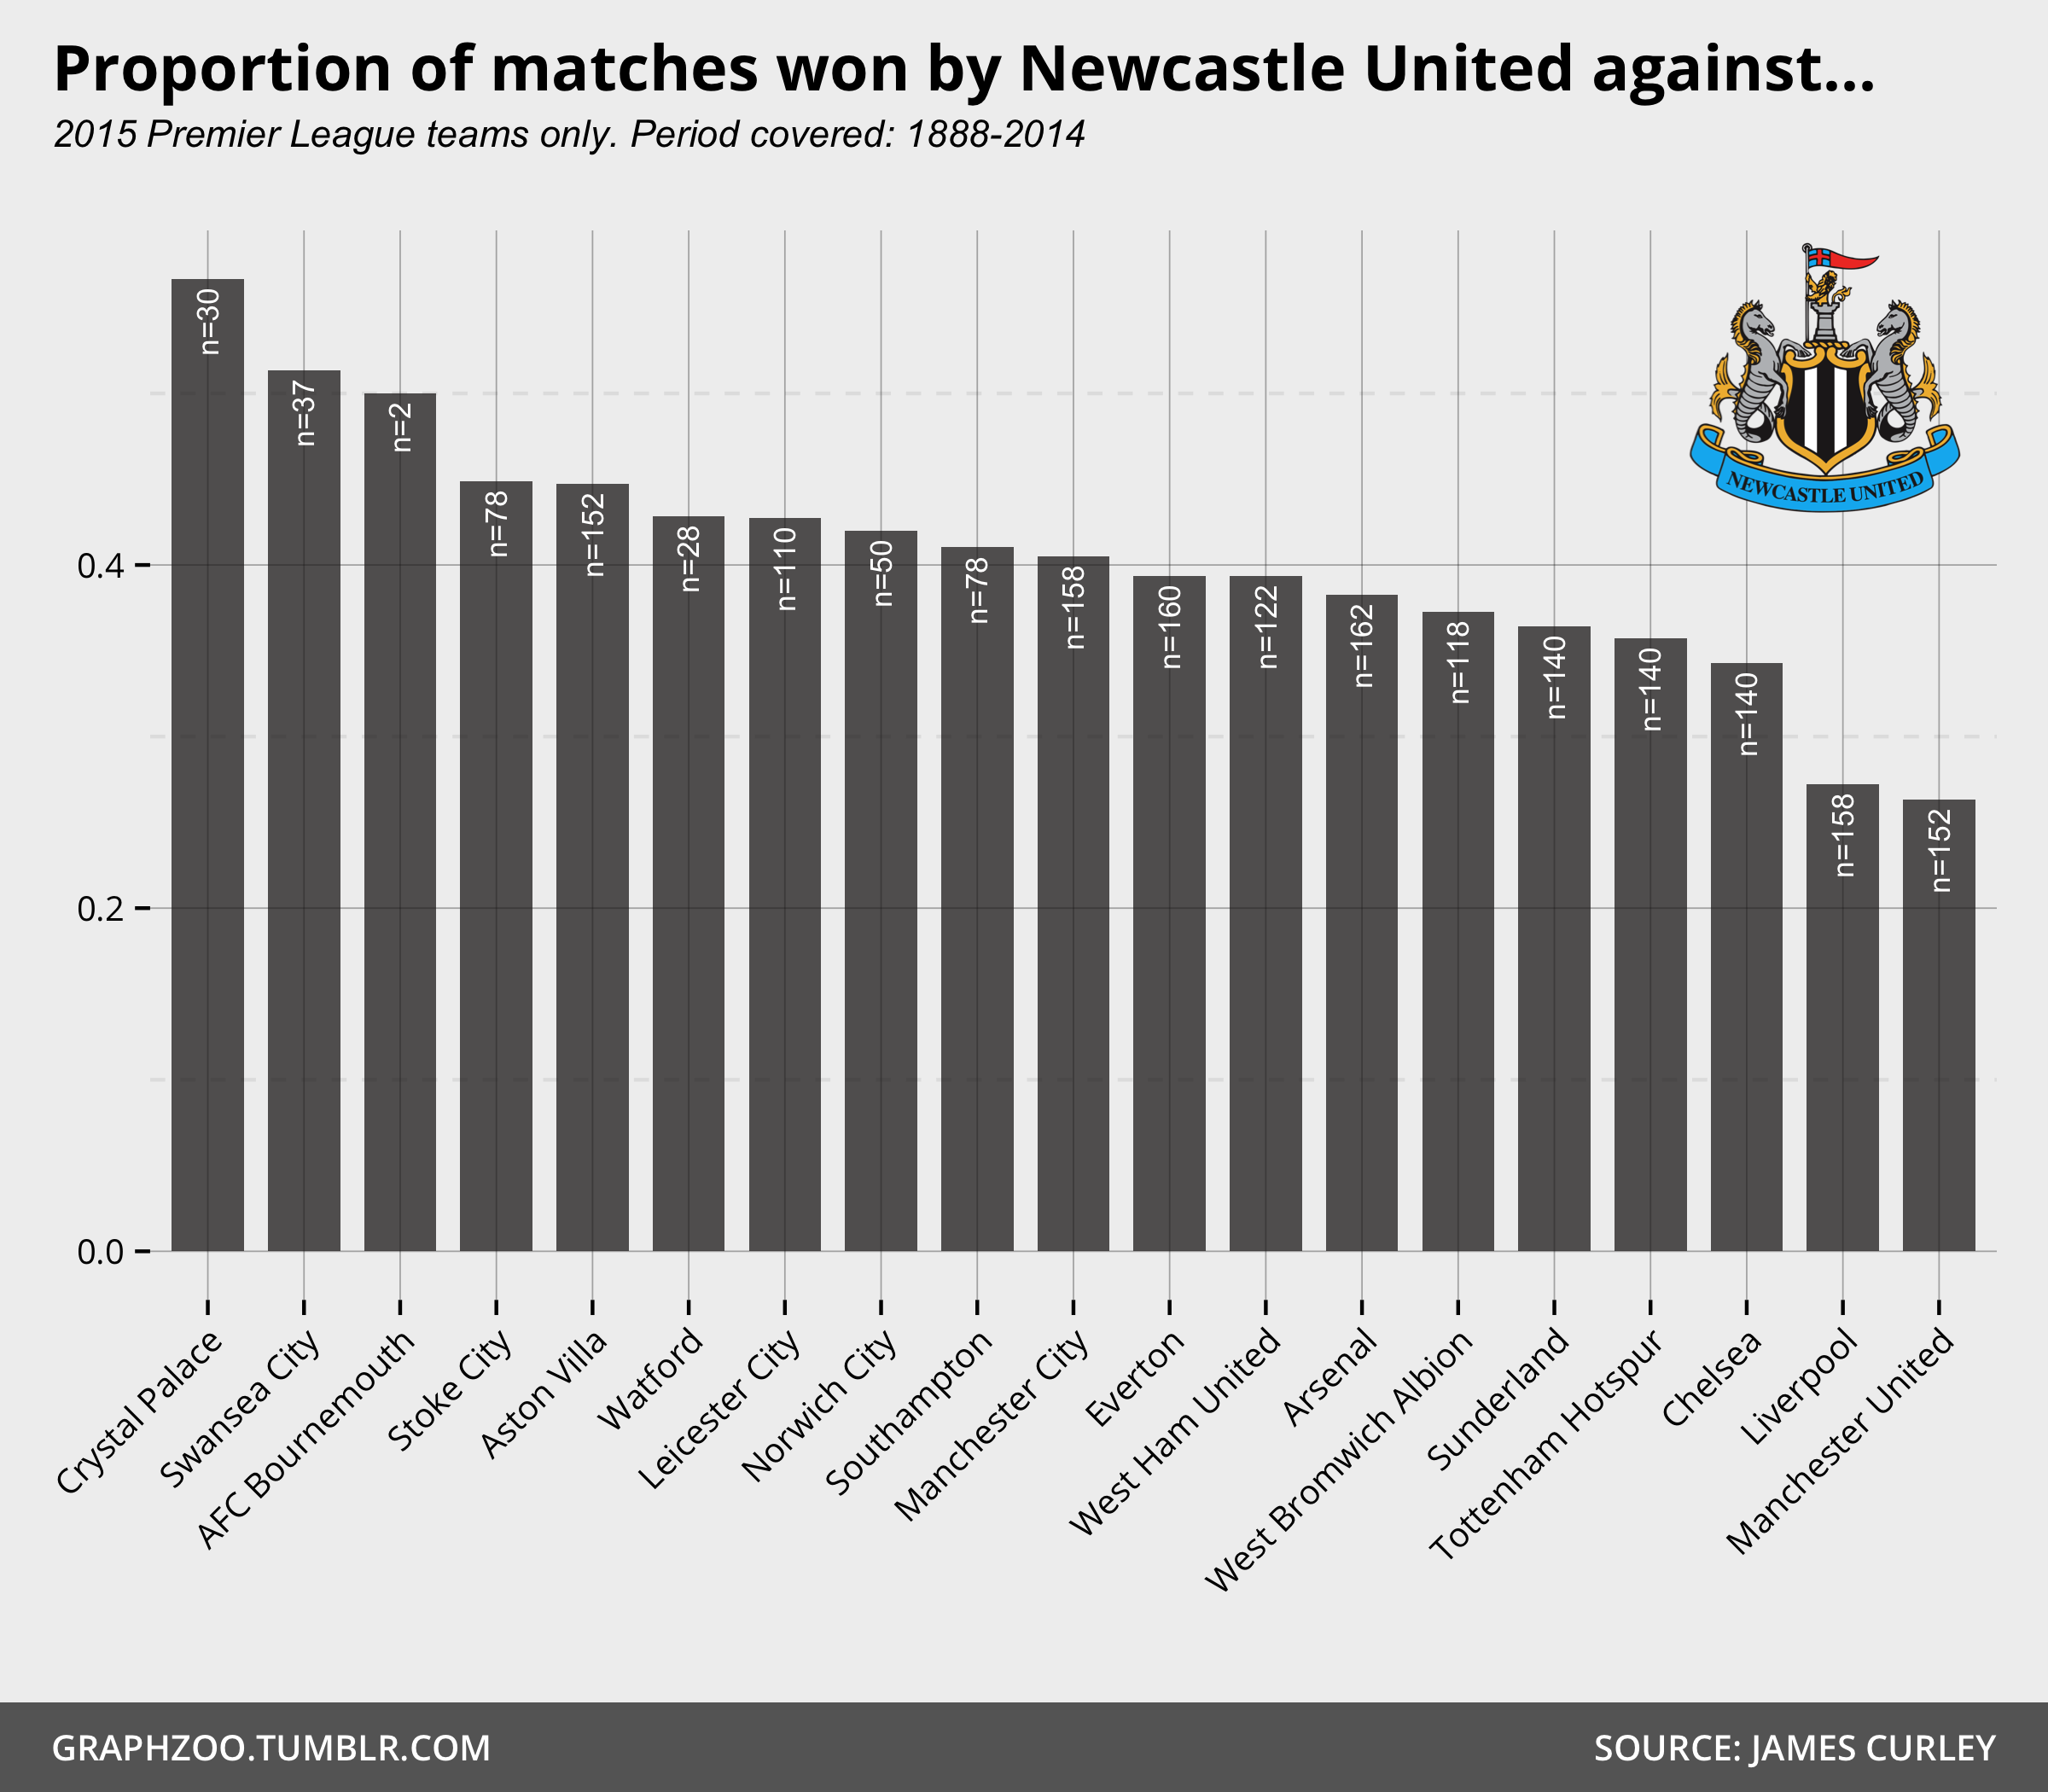 Proportion of matches won by Newcastle United against...
2015 Premier League teams only. Period covered: 1888-2014
n=30
n=37
n=2
n=78
n=152
n=28
n=110
n=50
n=78
n=158
n=160
n=122
n=162
n=118
n=140
n=140
n=140
n=158
n=152
NEWCASTLE UNITED
0.4
0.2
0.0
Crystal Palace
Swansea City
AFC Bournemouth
Stoke City
Aston Villa
Watford
Leicester City
Norwich City
Southampton
Manchester City
Everton
West Ham United
Arsenal
West Bromwich Albion
Sunderland
Tottenham Hotspur
Chelsea
Liverpool
Manchester United
GRAPHZOO.TUMBLR.COM
SOURCE: JAMES CURLEY